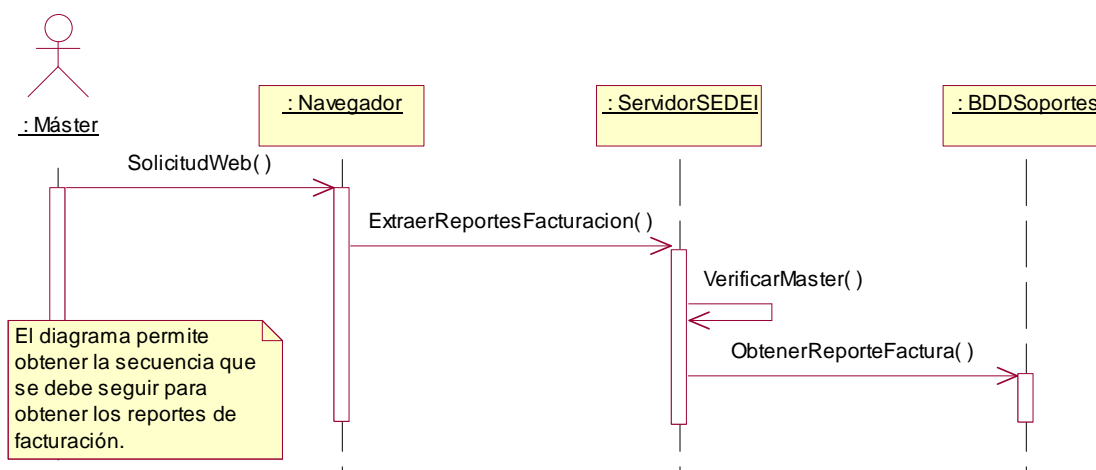 : Máster
: Navegador
: ServidorSEDEI
: BDDSoportes
SolicitudWeb( )
ExtraerReportesFacturacion( )
VerificarMaster( )
ObtenerReporteFactura( )
El diagrama permite
obtener la secuencia que
se debe seguir para
obtener los reportes de
facturación.